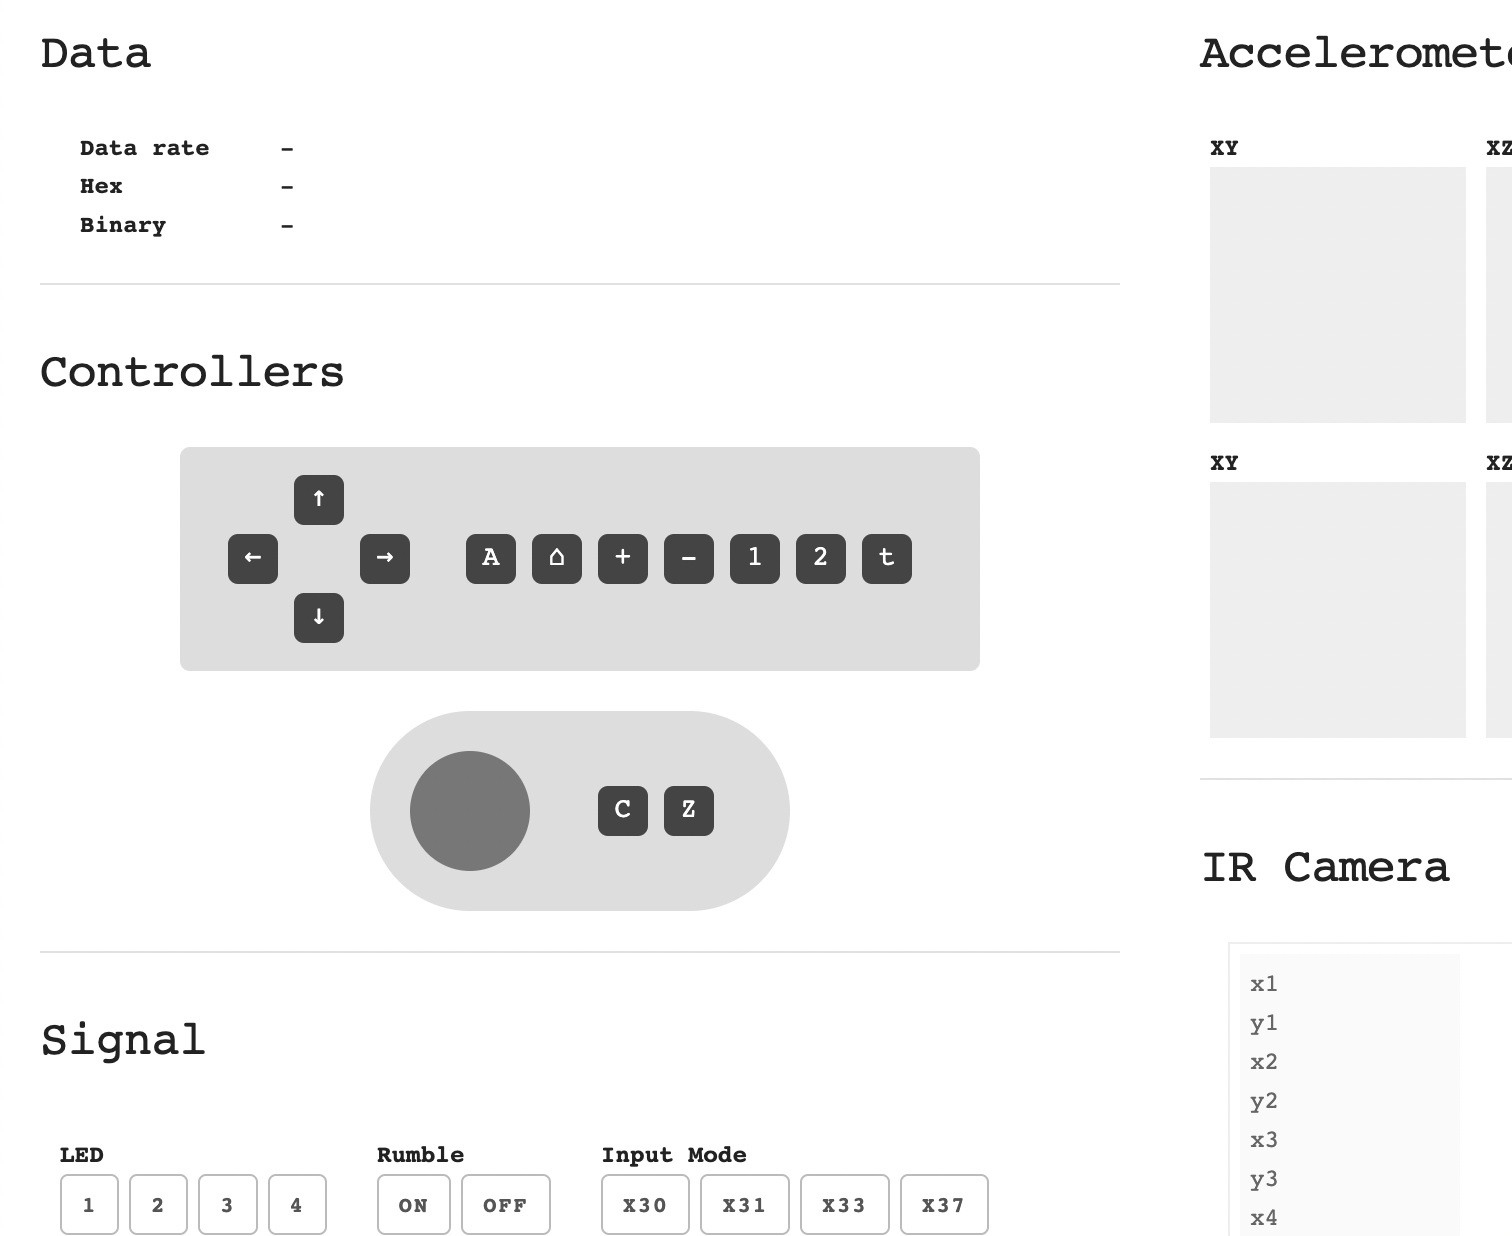 Data
Data rate –
Hex –
Binary –
Controllers
↑
← → A ⌂ + – 1 2 t
↓
C Z
Signal
LED Rumble Input Mode
1 2 3 4 ON OFF X30 X31 X33 X37
Acceleromet
XY XZ
XY XZ
IR Camera
x1
y1
x2
y2
x3
y3
x4